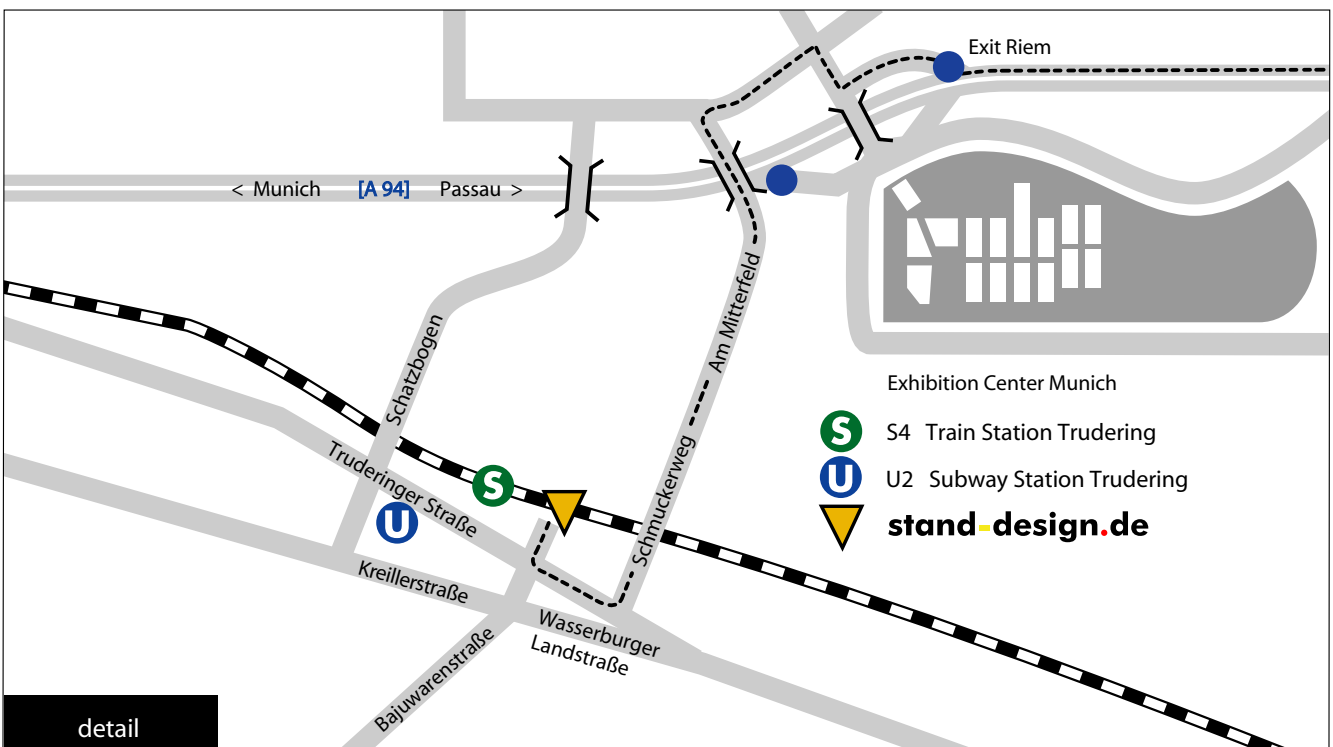 Exit Riem
< Munich [A 94] Passau >
Am Mitterfeld
Schatzbogen
Exhibition Center Munich
S S4 Train Station Trudering
U U2 Subway Station Trudering
stand-design.de
Truderinger Straße
S
U
Schmuckerweg
Kreillerstraße
Wasserburger
Landstraße
Bajuwarenstraße
detail